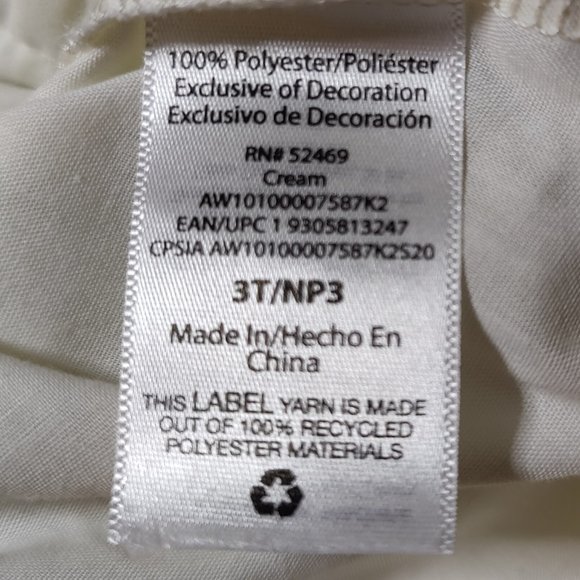 100% Polyester/Poliéster
Exclusive of Decoration
Exclusivo de Decoración
RN# 52469
Cream
AW10100007587K2
EAN/UPC 1 9305813247
CPSIA AW10100007587K2S20
3T/NP3
Made In/Hecho En
China
THIS LABEL YARN IS MADE
OUT OF 100% RECYCLED
POLYESTER MATERIALS